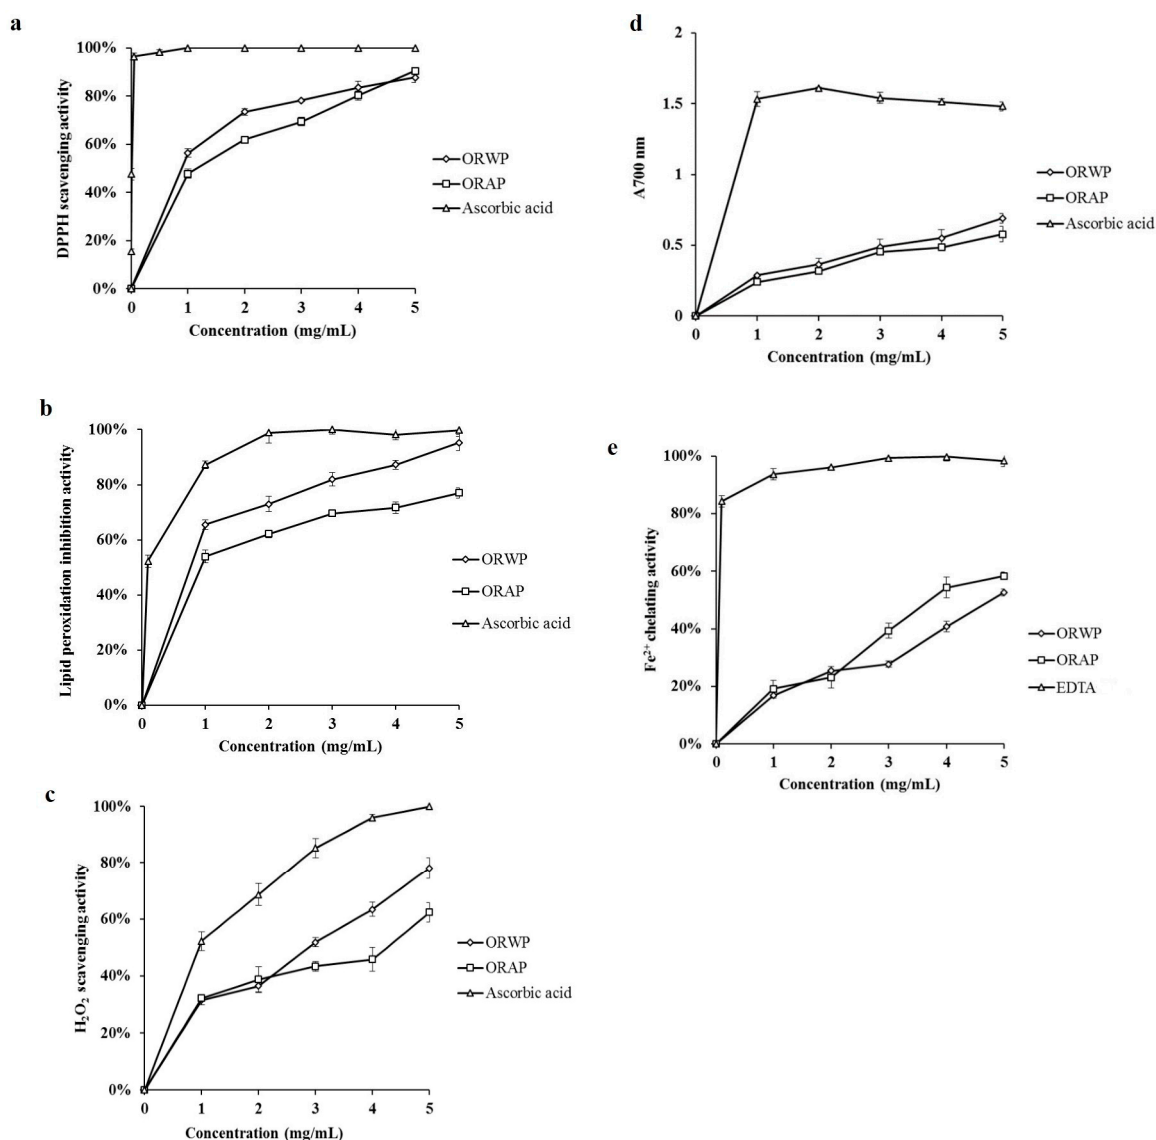 a
100%
80%
60%
40%
20%
0%
DPPH scavenging activity
0 1 2 3 4 5
Concentration (mg/mL)
ORWP
ORAP
Ascorbic acid
b
100%
80%
60%
40%
20%
0%
Lipid peroxidation inhibition activity
0 1 2 3 4 5
Concentration (mg/mL)
ORWP
ORAP
Ascorbic acid
c
100%
80%
60%
40%
20%
0%
H₂O₂ scavenging activity
0 1 2 3 4 5
Concentration (mg/mL)
ORWP
ORAP
Ascorbic acid
d
2
1.5
1
0.5
0
A700 nm
0 1 2 3 4 5
Concentration (mg/mL)
ORWP
ORAP
Ascorbic acid
e
100%
80%
60%
40%
20%
0%
Fe²⁺ chelating activity
0 1 2 3 4 5
Concentration (mg/mL)
ORWP
ORAP
EDTA